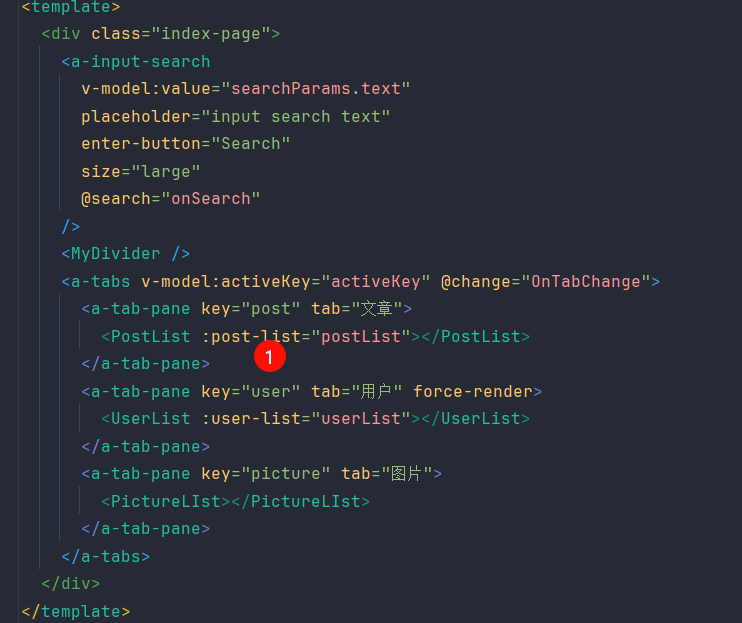 <template>
<div class="index-page">
<a-input-search
v-model:value="searchParams.text"
placeholder="input search text"
enter-button="Search"
size="large"
@search="onSearch"
/>
<MyDivider />
<a-tabs v-model:activeKey="activeKey" @change="OnTabChange">
<a-tab-pane key="post" tab="文章">
<PostList :post-list="postList"></PostList>
1
</a-tab-pane>
<a-tab-pane key="user" tab="用户" force-render>
<UserList :user-list="userList"></UserList>
</a-tab-pane>
<a-tab-pane key="picture" tab="图片">
<PictureLIst></PictureLIst>
</a-tab-pane>
</a-tabs>
</div>
</template>